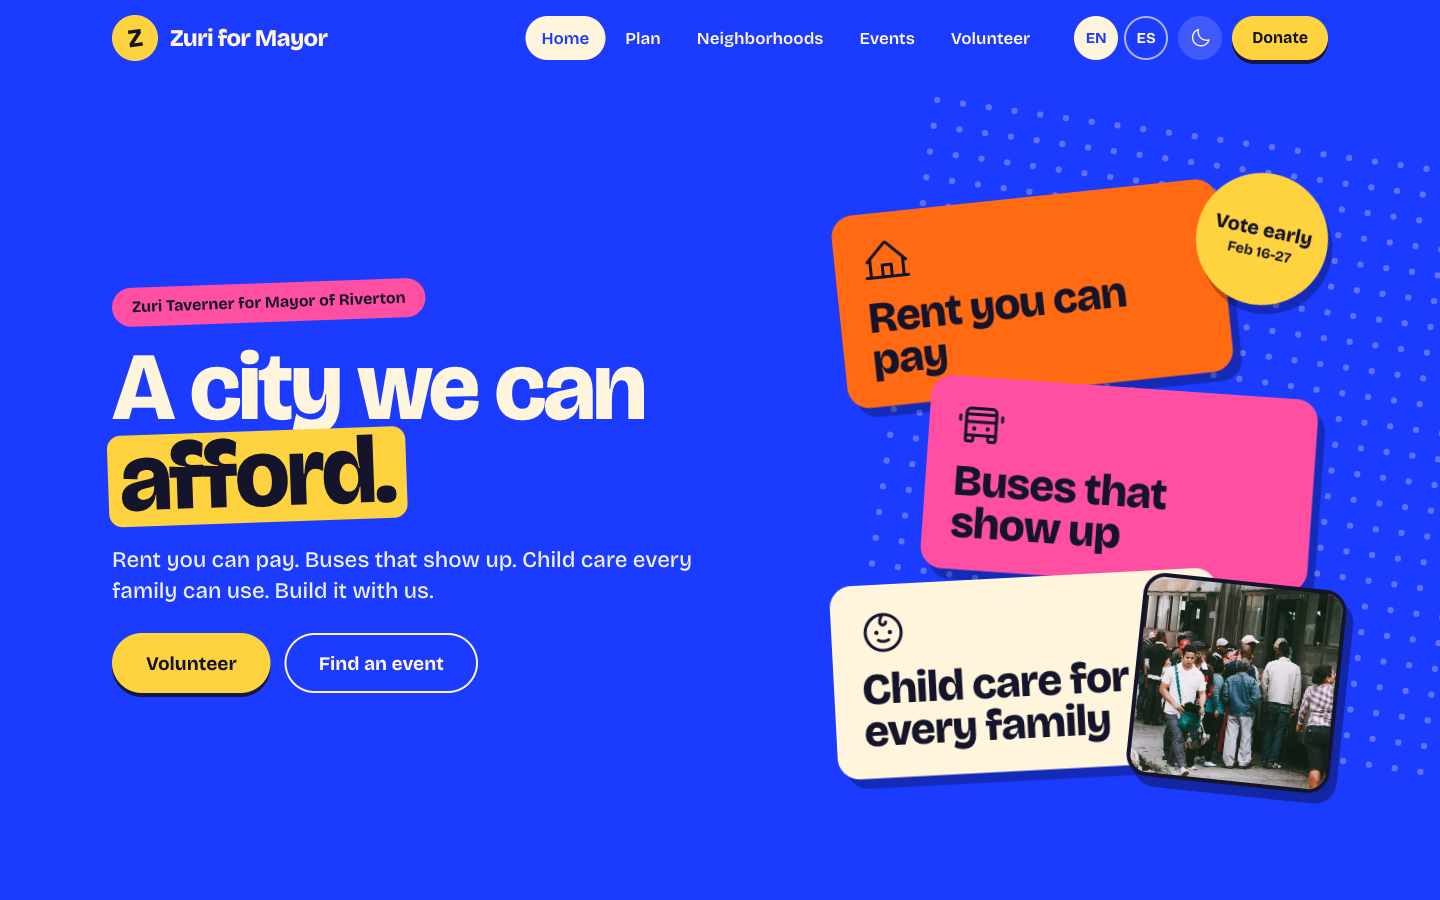 Z
Zuri for Mayor
Home
Plan
Neighborhoods
Events
Volunteer
EN
ES
Donate
Zuri Taverner for Mayor of Riverton
A city we can
afford.
Rent you can pay. Buses that show up. Child care every
family can use. Build it with us.
Volunteer
Find an event
Vote early
Feb 16-27
Rent you can
pay
Buses that
show up
Child care for
every family